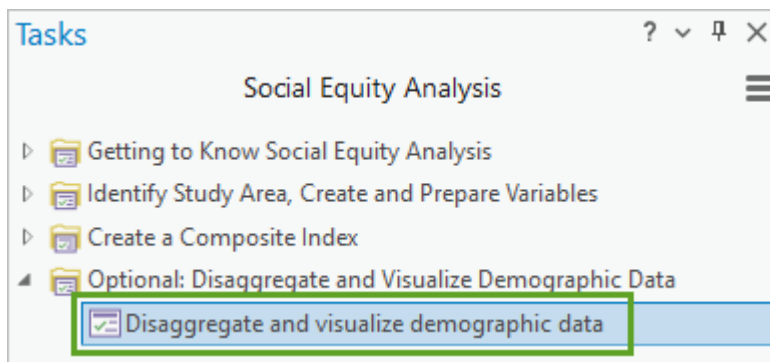 Tasks
Social Equity Analysis
Getting to Know Social Equity Analysis
Identify Study Area, Create and Prepare Variables
Create a Composite Index
Optional: Disaggregate and Visualize Demographic Data
Disaggregate and visualize demographic data